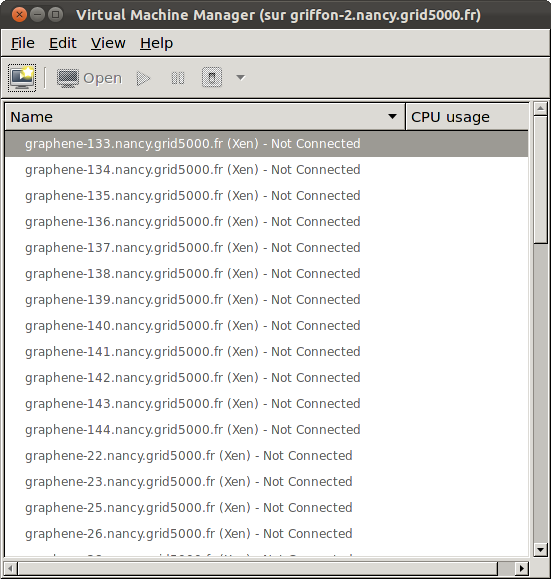 Virtual Machine Manager (sur griffon-2.nancy.grid5000.fr)
File Edit View Help
Open
Name CPU usage
graphene-133.nancy.grid5000.fr (Xen) - Not Connected
graphene-134.nancy.grid5000.fr (Xen) - Not Connected
graphene-135.nancy.grid5000.fr (Xen) - Not Connected
graphene-136.nancy.grid5000.fr (Xen) - Not Connected
graphene-137.nancy.grid5000.fr (Xen) - Not Connected
graphene-138.nancy.grid5000.fr (Xen) - Not Connected
graphene-139.nancy.grid5000.fr (Xen) - Not Connected
graphene-140.nancy.grid5000.fr (Xen) - Not Connected
graphene-141.nancy.grid5000.fr (Xen) - Not Connected
graphene-142.nancy.grid5000.fr (Xen) - Not Connected
graphene-143.nancy.grid5000.fr (Xen) - Not Connected
graphene-144.nancy.grid5000.fr (Xen) - Not Connected
graphene-22.nancy.grid5000.fr (Xen) - Not Connected
graphene-23.nancy.grid5000.fr (Xen) - Not Connected
graphene-25.nancy.grid5000.fr (Xen) - Not Connected
graphene-26.nancy.grid5000.fr (Xen) - Not Connected